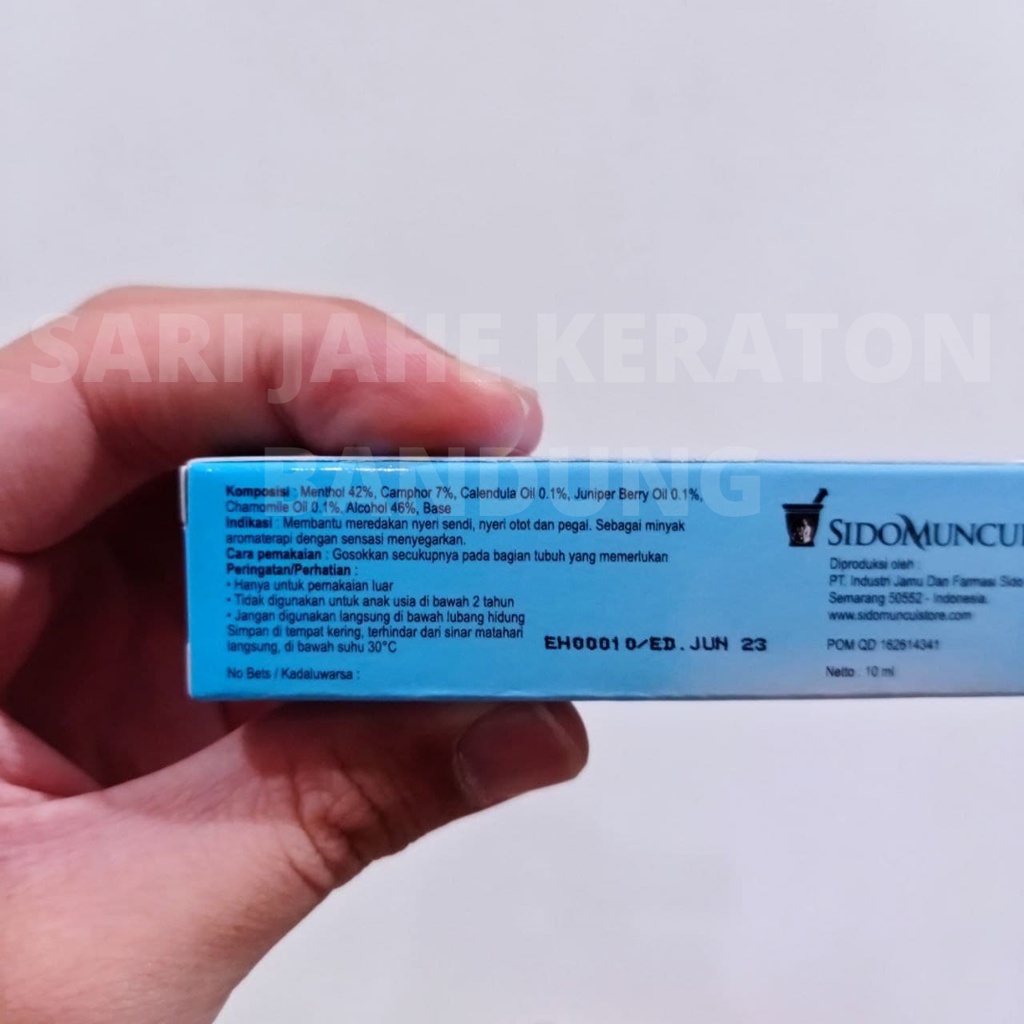 SARI JAHE KERATON
BANDUNG
Komposisi : Menthol 42%, Camphor 7%, Calendula Oil 0.1%, Juniper Berry Oil 0.1%,
Chamomile Oil 0.1%, Alcohol 46%, Base
Indikasi : Membantu meredakan nyeri sendi, nyeri otot dan pegal. Sebagai minyak
aromaterapi dengan sensasi menyegarkan.
Cara pemakaian : Gosokkan secukupnya pada bagian tubuh yang memerlukan
Peringatan/Perhatian :
• Hanya untuk pemakaian luar
• Tidak digunakan untuk anak usia di bawah 2 tahun
• Jangan digunakan langsung di bawah lubang hidung
Simpan di tempat kering, terhindar dari sinar matahari
langsung, di bawah suhu 30°C
No Bets / Kadaluwarsa :
EH00010/ED. JUN 23
SIDOMUNCUL
Diproduksi oleh :
PT. Industri Jamu Dan Farmasi Sido
Semarang 50552 - Indonesia.
www.sidomunculstore.com
POM QD 162614341
Netto : 10 ml